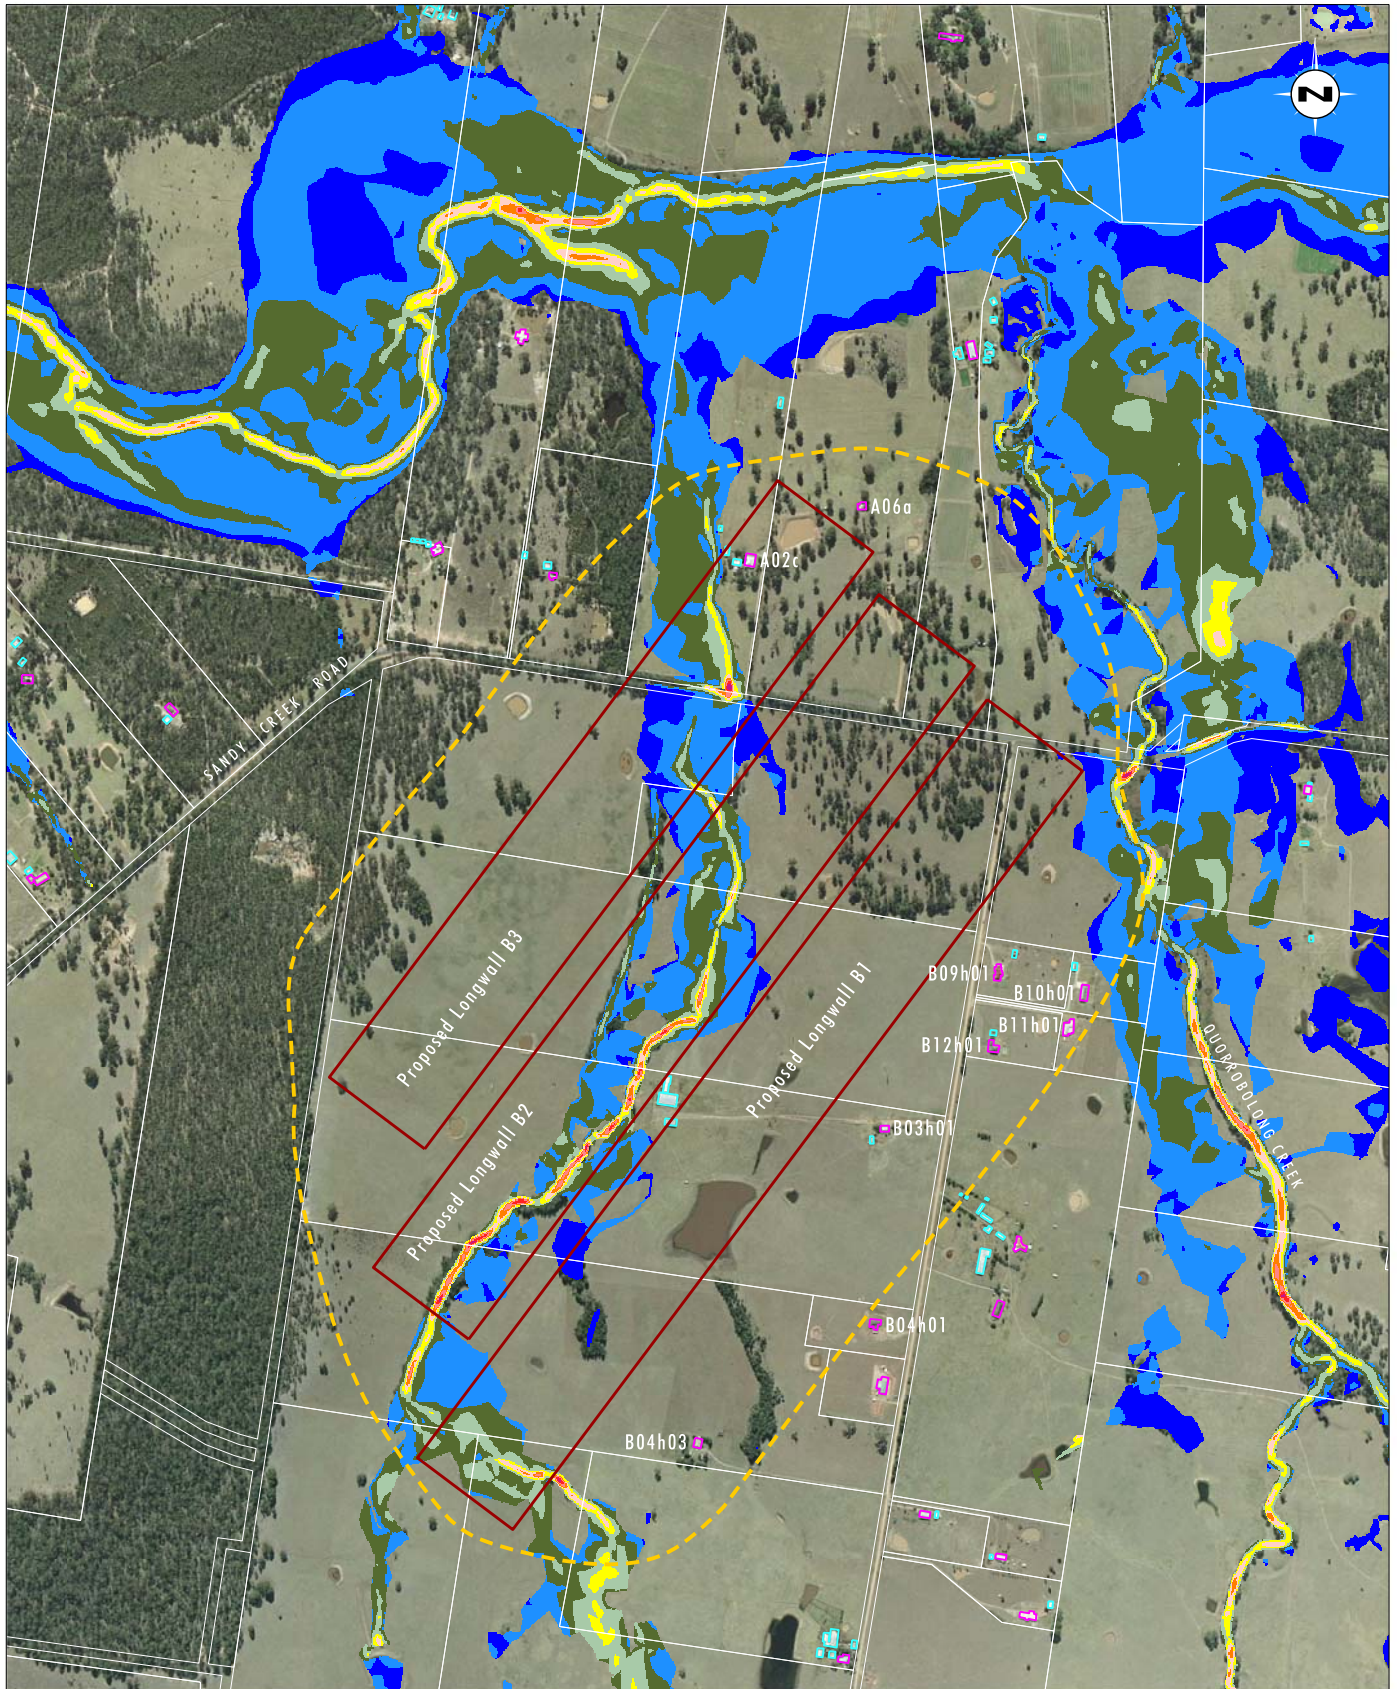 N
A06a
A02c
SANDY CREEK ROAD
Proposed Longwall B3
Proposed Longwall B2
Proposed Longwall B1
B09h01
B10h01
B11h01
B12h01
QUORROBOLONG CREEK
B03h01
B04h01
B04h03